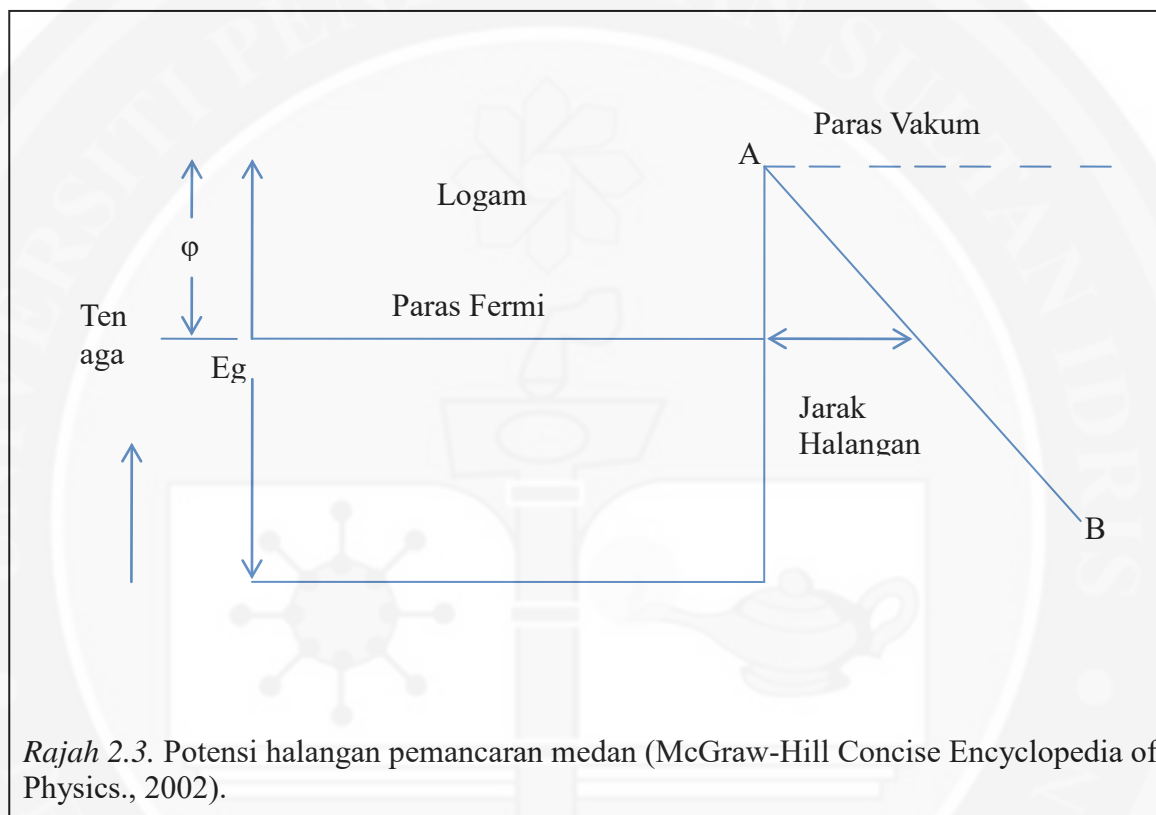 Paras Vakum
A
Logam
φ
Paras Fermi
Ten
aga
Eg
Jarak
Halangan
B
Rajah 2.3. Potensi halangan pemancaran medan (McGraw-Hill Concise Encyclopedia of
Physics., 2002).